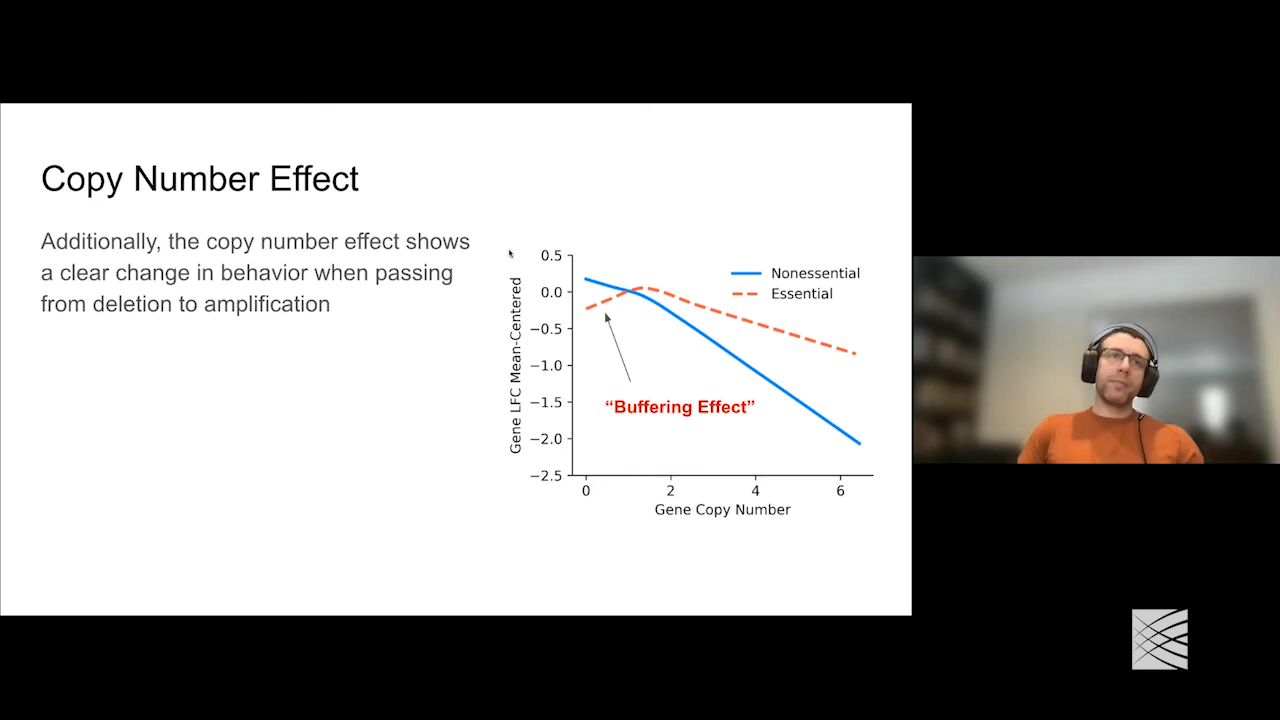 Copy Number Effect
Additionally, the copy number effect shows
a clear change in behavior when passing
from deletion to amplification
Gene LFC Mean-Centered
0.5
0.0
−0.5
−1.0
−1.5
−2.0
−2.5
Nonessential
Essential
“Buffering Effect”
0 2 4 6
Gene Copy Number